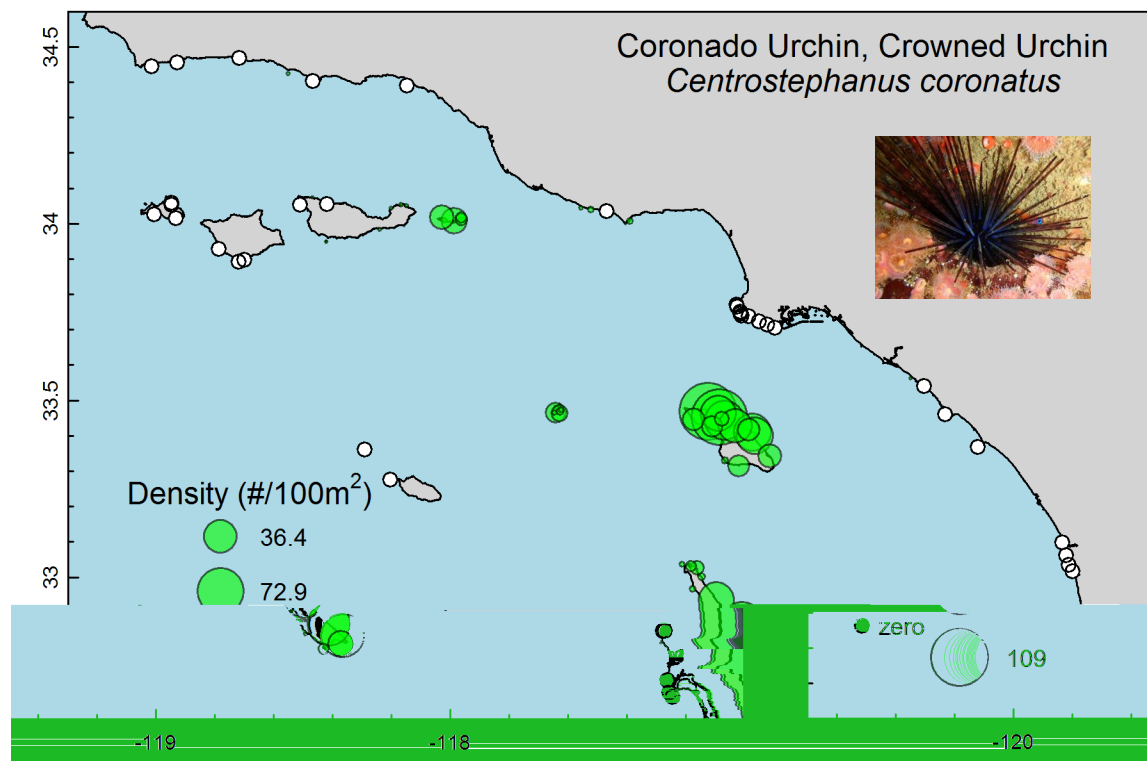 Coronado Urchin, Crowned Urchin
Centrostephanus coronatus
34.5
34
33.5
33
Density (#/100m²)
36.4
72.9
zero
109
-119
-118
-120